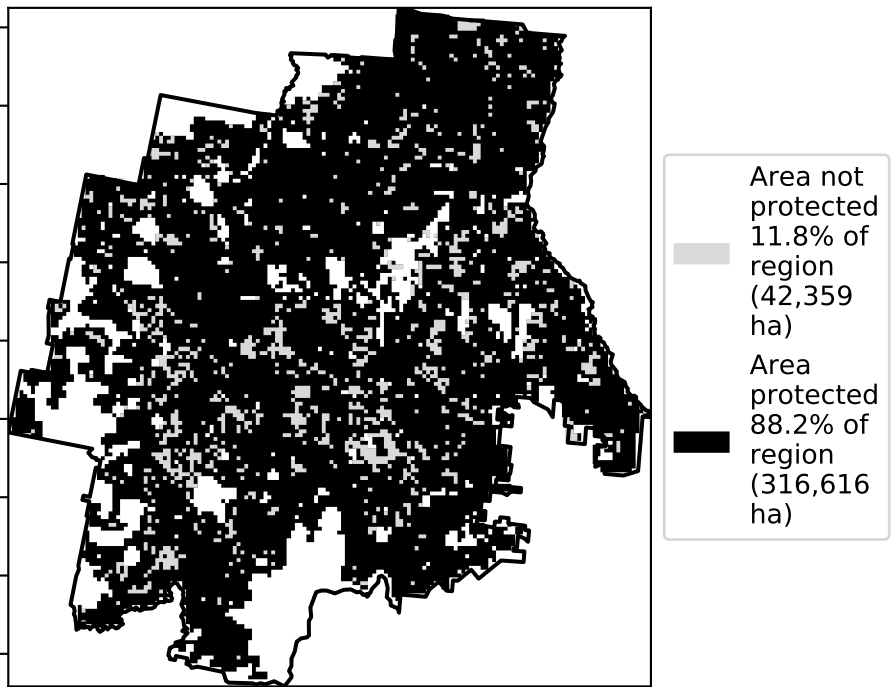 Area not
protected
11.8% of
region
(42,359
ha)
Area
protected
88.2% of
region
(316,616
ha)